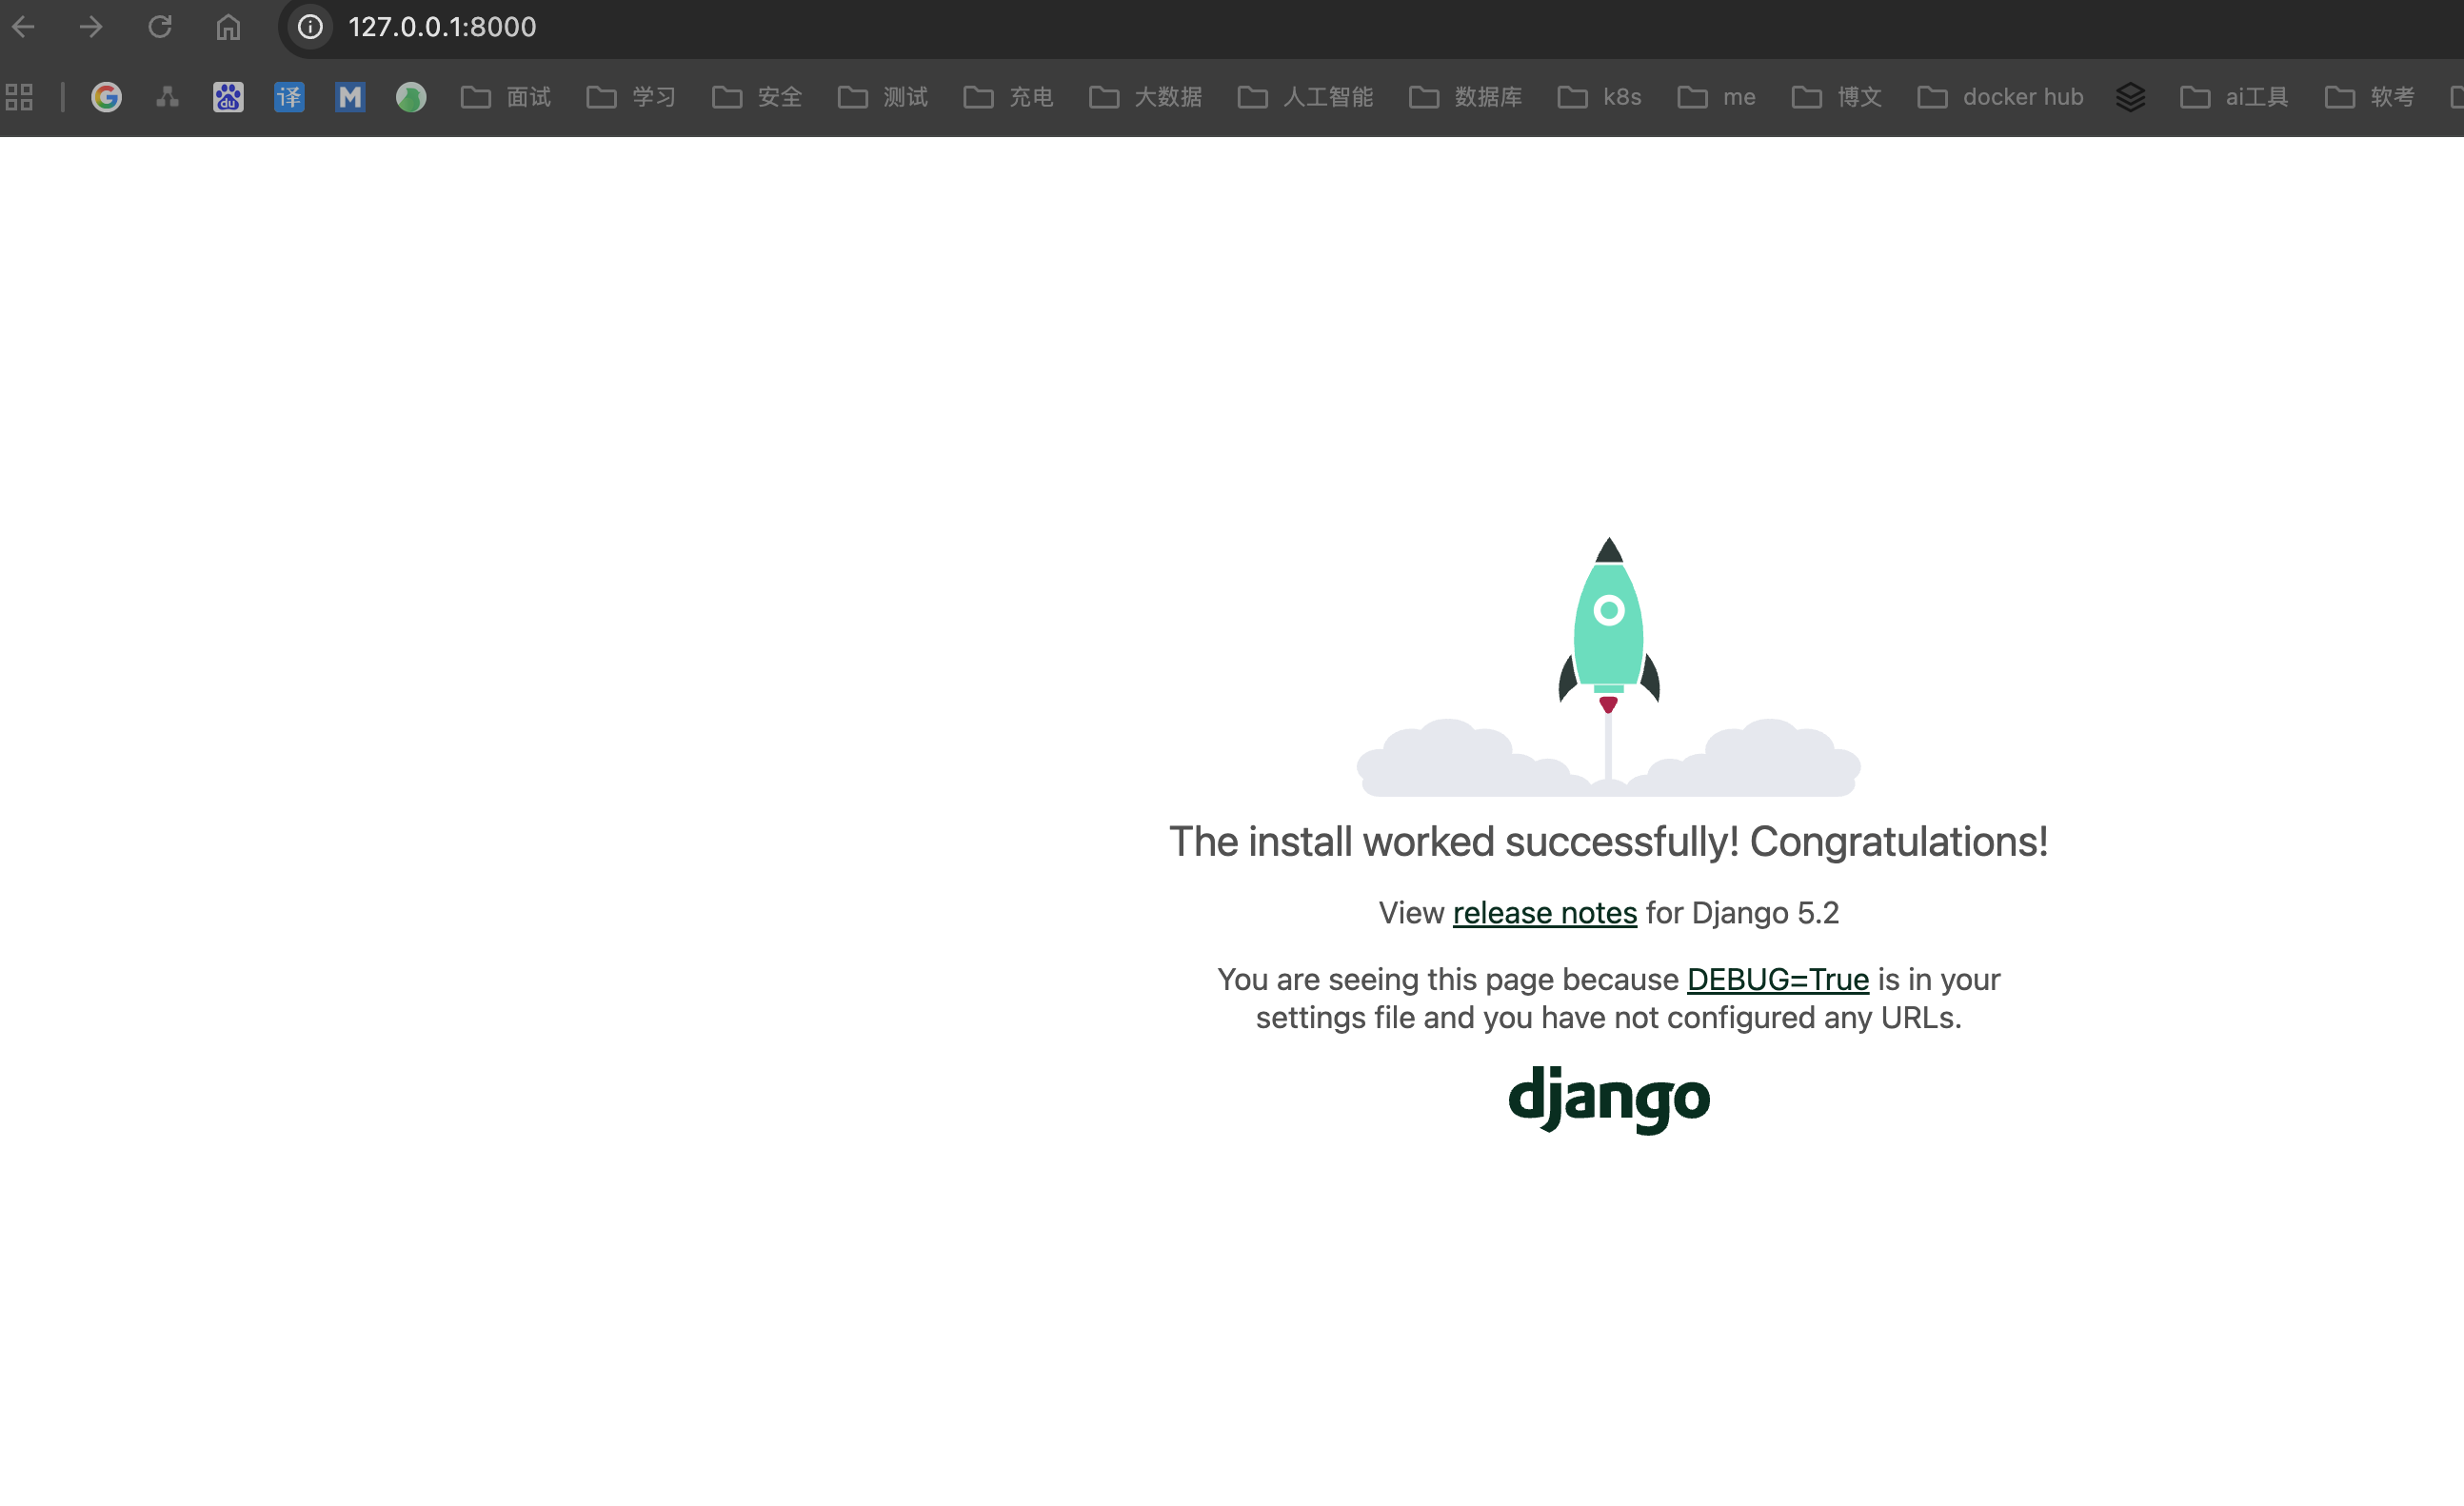 127.0.0.1:8000
du 译 M 面试 学习 安全 测试 充电 大数据 人工智能 数据库 k8s me 博文 docker hub ai工具 软考
The install worked successfully! Congratulations!
View release notes for Django 5.2
You are seeing this page because DEBUG=True is in your
settings file and you have not configured any URLs.
django